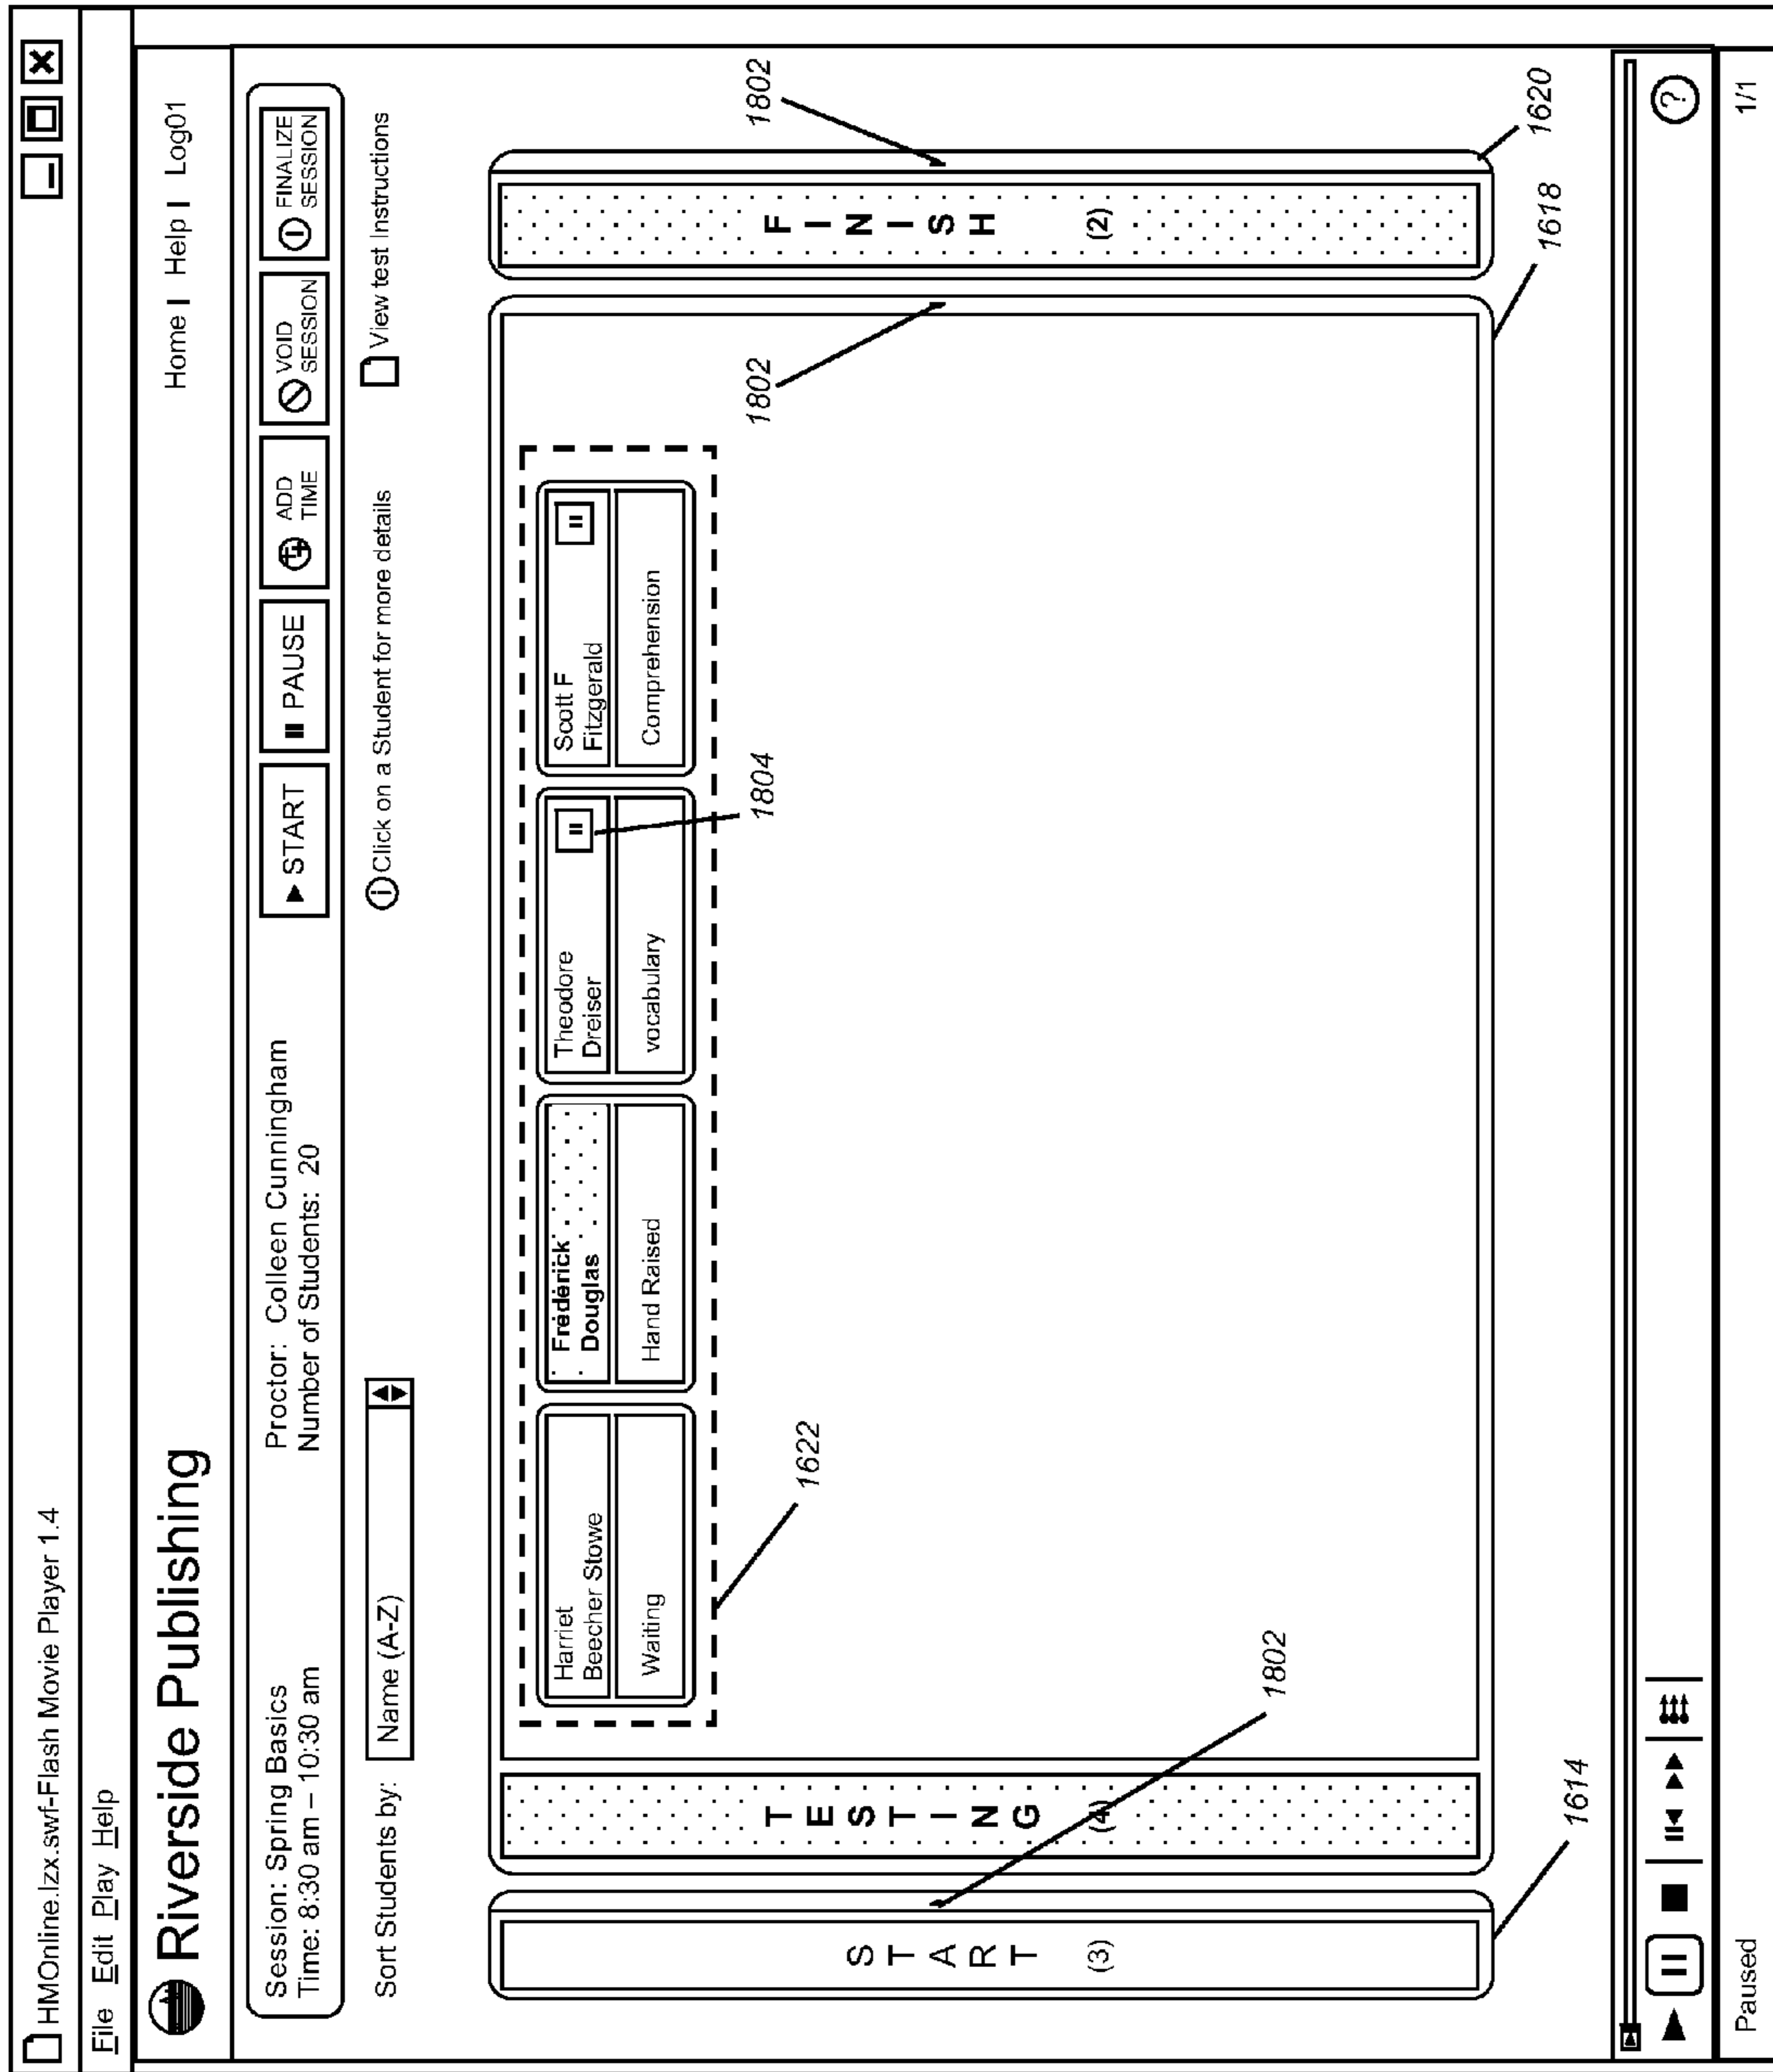 HMOnline.lzx.swf-Flash Movie Player 1.4
File Edit Play Help
Riverside Publishing
Home I Help I Log01
Session: Spring Basics
Time: 8:30 am – 10:30 am
Proctor: Colleen Cunningham
Number of Students: 20
START
PAUSE
ADD
TIME
VOID
SESSION
FINALIZE
SESSION
Sort Students by:
Name (A-Z)
Click on a Student for more details
View test Instructions
START
(3)
TESTING
(4)
Harriet
Beecher Stowe
Waiting
Frederick
Douglas
Hand Raised
Theodore
Dreiser
vocabulary
Scott F
Fitzgerald
Comprehension
FINISH
(2)
1802
1802
1804
1622
1802
1620
1618
1614
?
Paused
1/1